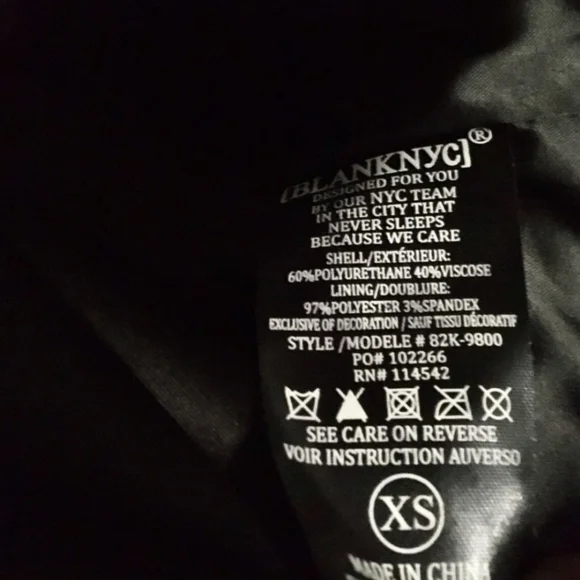 [BLANKNYC]®
DESIGNED FOR YOU
BY OUR NYC TEAM
IN THE CITY THAT
NEVER SLEEPS
BECAUSE WE CARE
SHELL/EXTÉRIEUR:
60%POLYURETHANE 40%VISCOSE
LINING/DOUBLURE:
97%POLYESTER 3%SPANDEX
EXCLUSIVE OF DECORATION / SAUF TISSU DÉCORATIF
STYLE /MODELE # 82K-9800
PO# 102266
RN# 114542
SEE CARE ON REVERSE
VOIR INSTRUCTION AUVERSO
XS
MADE IN CHINA